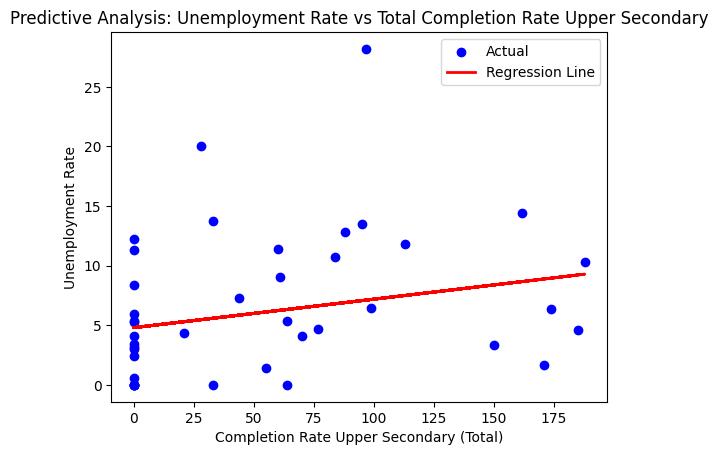 Predictive Analysis: Unemployment Rate vs Total Completion Rate Upper Secondary
Actual
Regression Line
Unemployment Rate
25
20
15
10
5
0
0 25 50 75 100 125 150 175
Completion Rate Upper Secondary (Total)